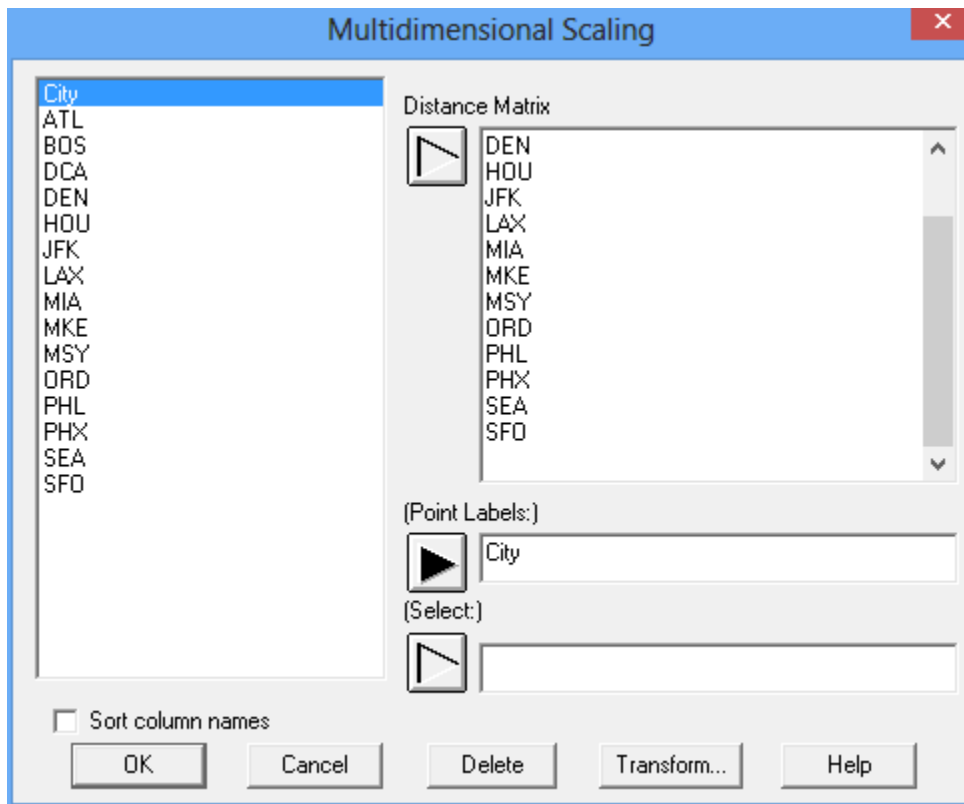 Multidimensional Scaling
City
ATL
BOS
DCA
DEN
HOU
JFK
LAX
MIA
MKE
MSY
ORD
PHL
PHX
SEA
SFO
Distance Matrix
DEN
HOU
JFK
LAX
MIA
MKE
MSY
ORD
PHL
PHX
SEA
SFO
(Point Labels:)
City
(Select:)
Sort column names
OK Cancel Delete Transform... Help